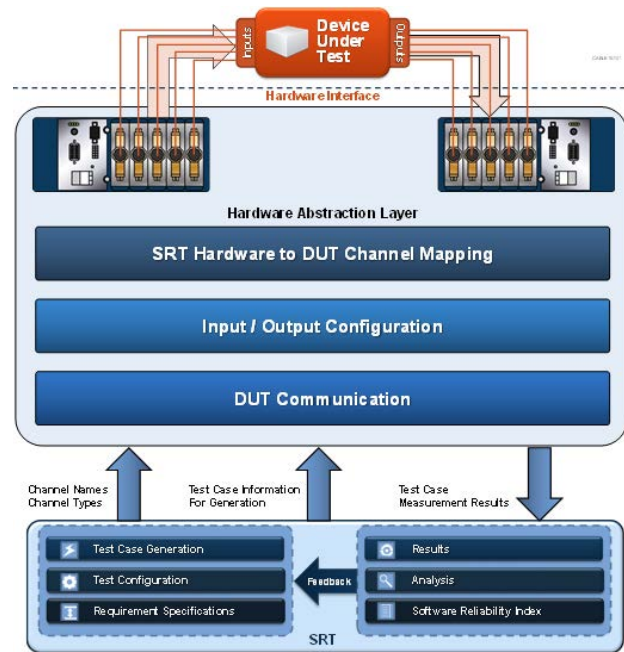 Inputs
Device
Under
Test
Outputs
CABLE TEST
Hardware Interface
Hardware Abstraction Layer
SRT Hardware to DUT Channel Mapping
Input / Output Configuration
DUT Communication
Channel Names
Channel Types
Test Case Information
For Generation
Test Case
Measurement Results
Test Case Generation
Test Configuration
Requirement Specifications
Feedback
Results
Analysis
Software Reliability Index
SRT